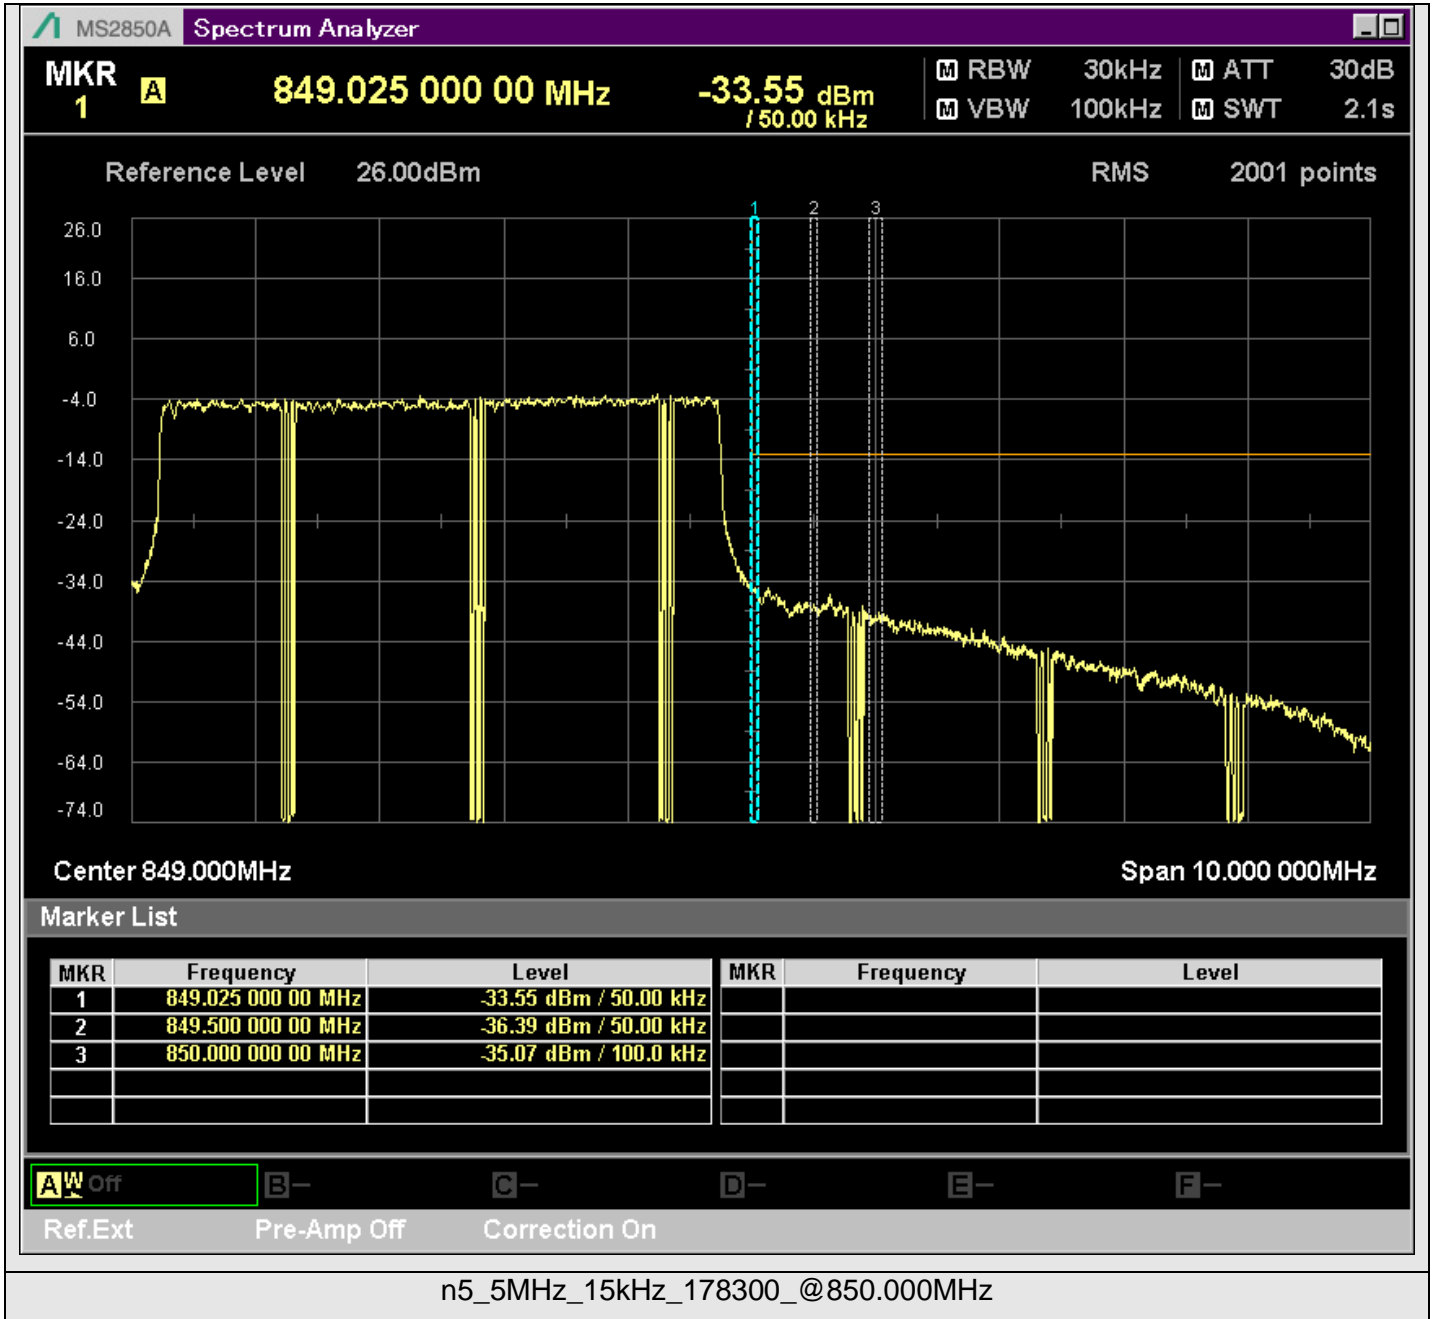 MS2850A Spectrum Analyzer
MKR 1 A 849.025 000 00 MHz -33.55 dBm / 50.00 kHz
M RBW 30kHz M ATT 30dB
M VBW 100kHz M SWT 2.1s
Reference Level 26.00dBm RMS 2001 points
1 2 3
26.0
16.0
6.0
-4.0
-14.0
-24.0
-34.0
-44.0
-54.0
-64.0
-74.0
Center 849.000MHz Span 10.000 000MHz
Marker List
MKR Frequency Level MKR Frequency Level
1 849.025 000 00 MHz -33.55 dBm / 50.00 kHz
2 849.500 000 00 MHz -36.39 dBm / 50.00 kHz
3 850.000 000 00 MHz -35.07 dBm / 100.0 kHz
A W Off B- C- D- E- F-
Ref.Ext Pre-Amp Off Correction On
n5_5MHz_15kHz_178300_@850.000MHz